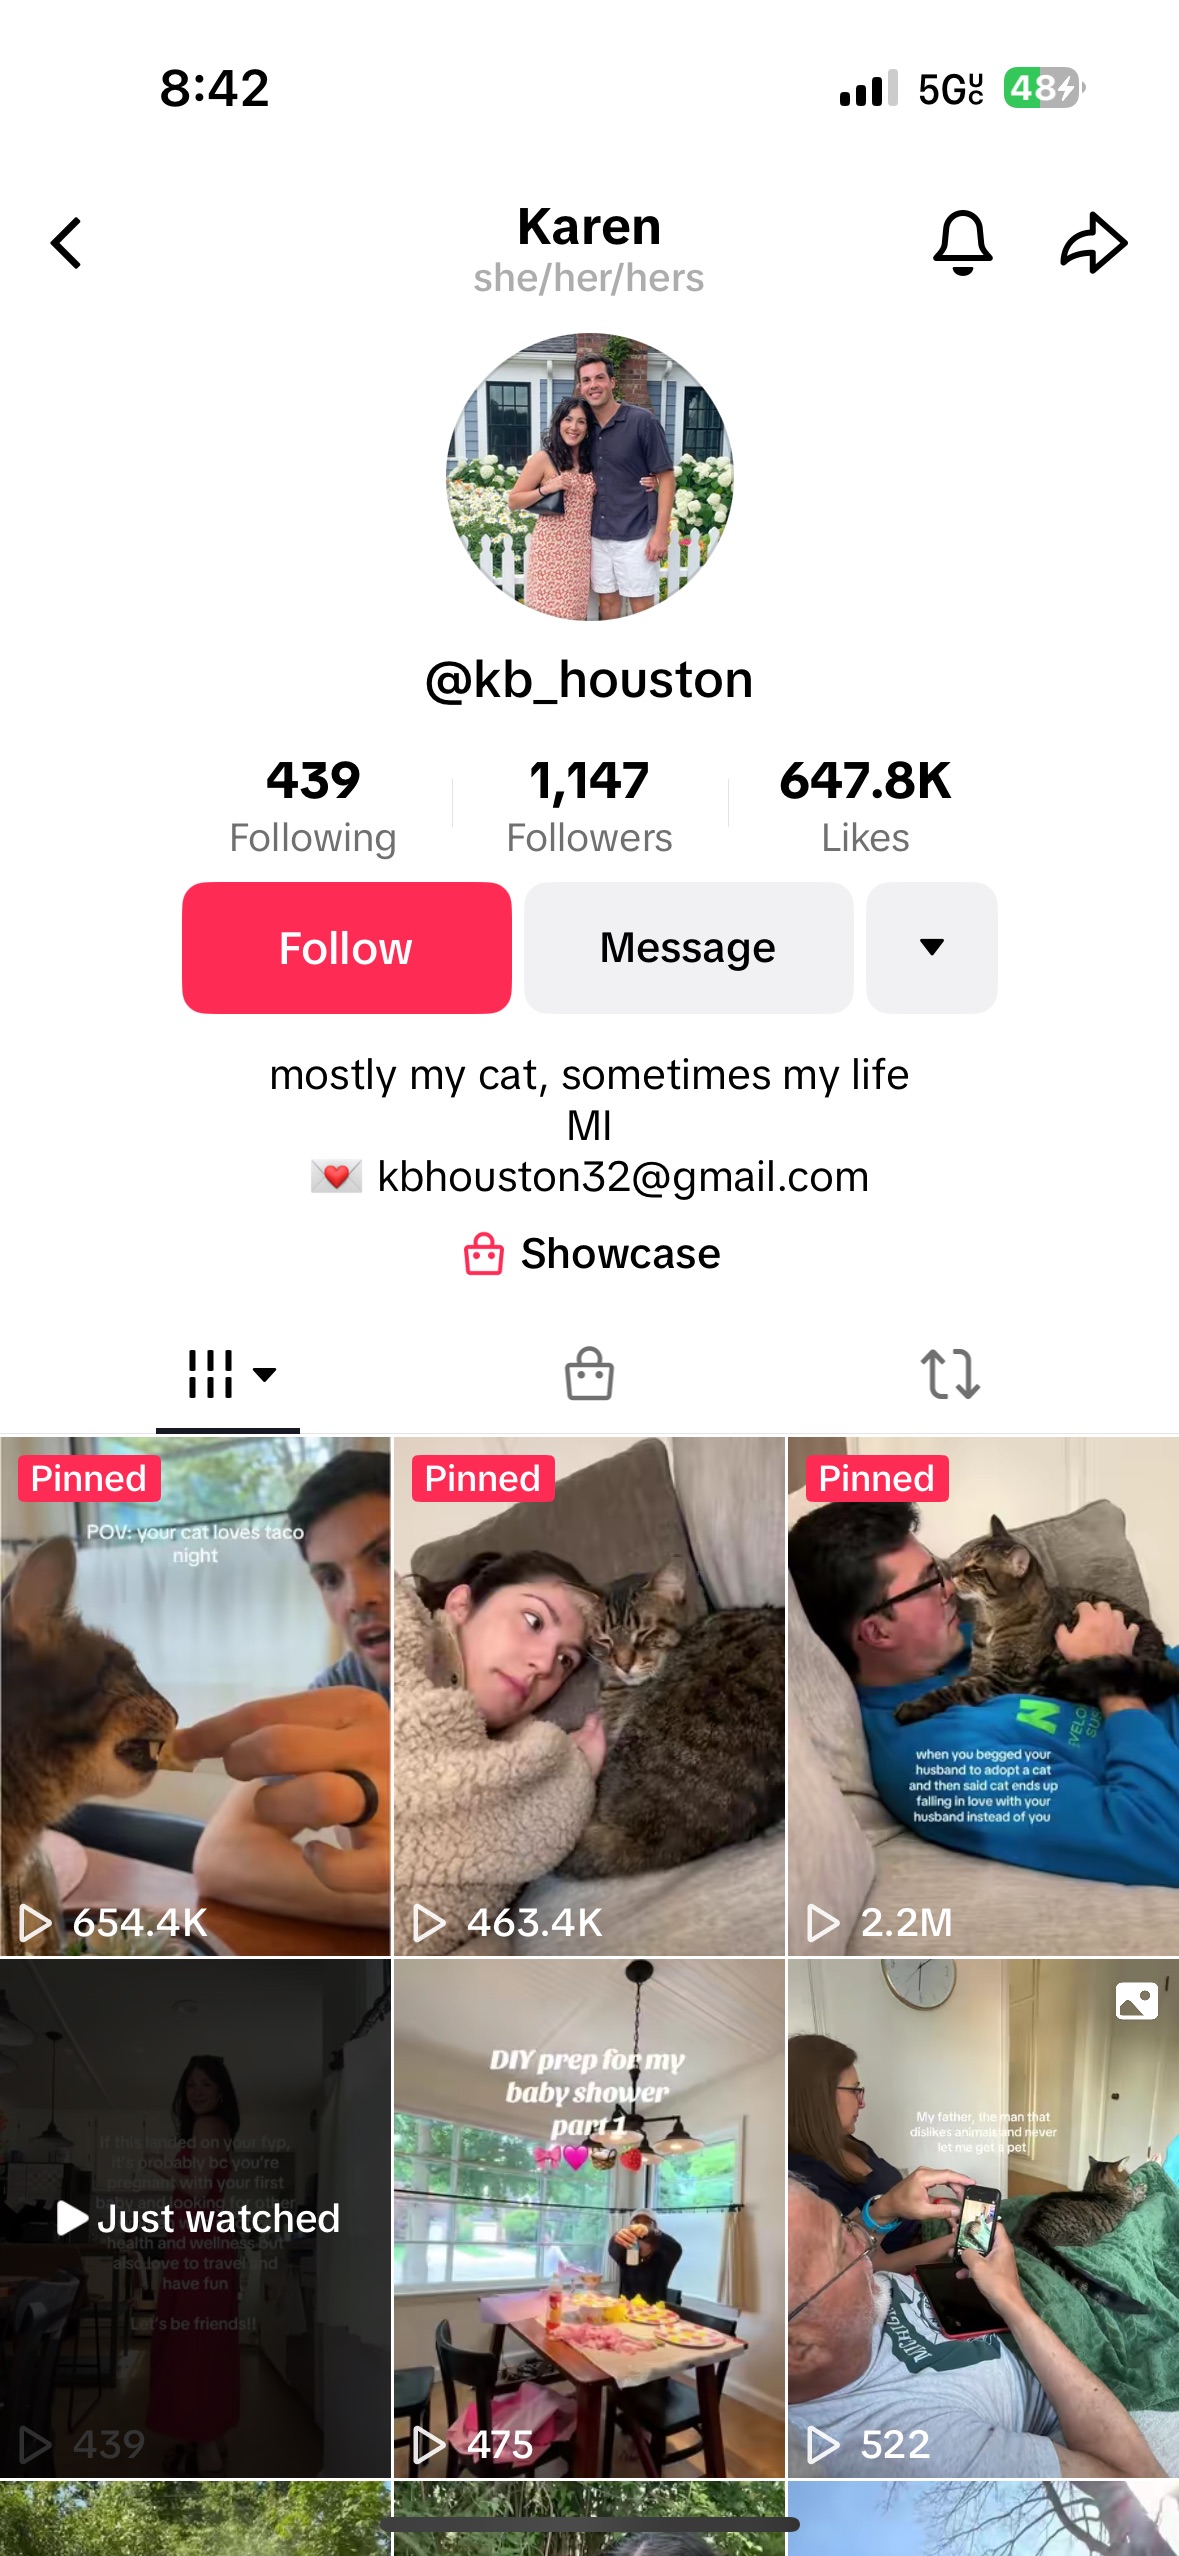 8:42
5GUC
48
Karen
she/her/hers
@kb_houston
439
1,147
647.8K
Following
Followers
Likes
Follow
Message
mostly my cat, sometimes my life
MI
💌 kbhouston32@gmail.com
Showcase
Pinned
POV: your cat loves taco
night
654.4K
Pinned
463.4K
Pinned
when you begged your
husband to adopt a cat
and then said cat ends up
falling in love with your
husband instead of you
2.2M
If this landed on your fyp,
it's probably bc you're
pregnant with your first
baby and looking for other
Just watched
health and wellness but
also love to travel and
have fun
Let's be friends!!
439
DIY prep for my
baby shower
part 1
🎀🩷🧺🍓
475
My father, the man that
dislikes animals and never
let me get a pet
522